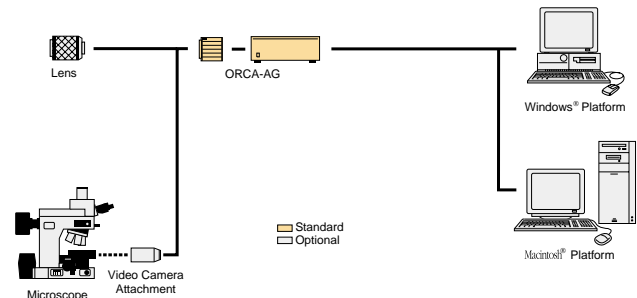 Lens
ORCA-AG
Windows® Platform
Standard
Optional
Macintosh® Platform
Video Camera
Attachment
Microscope